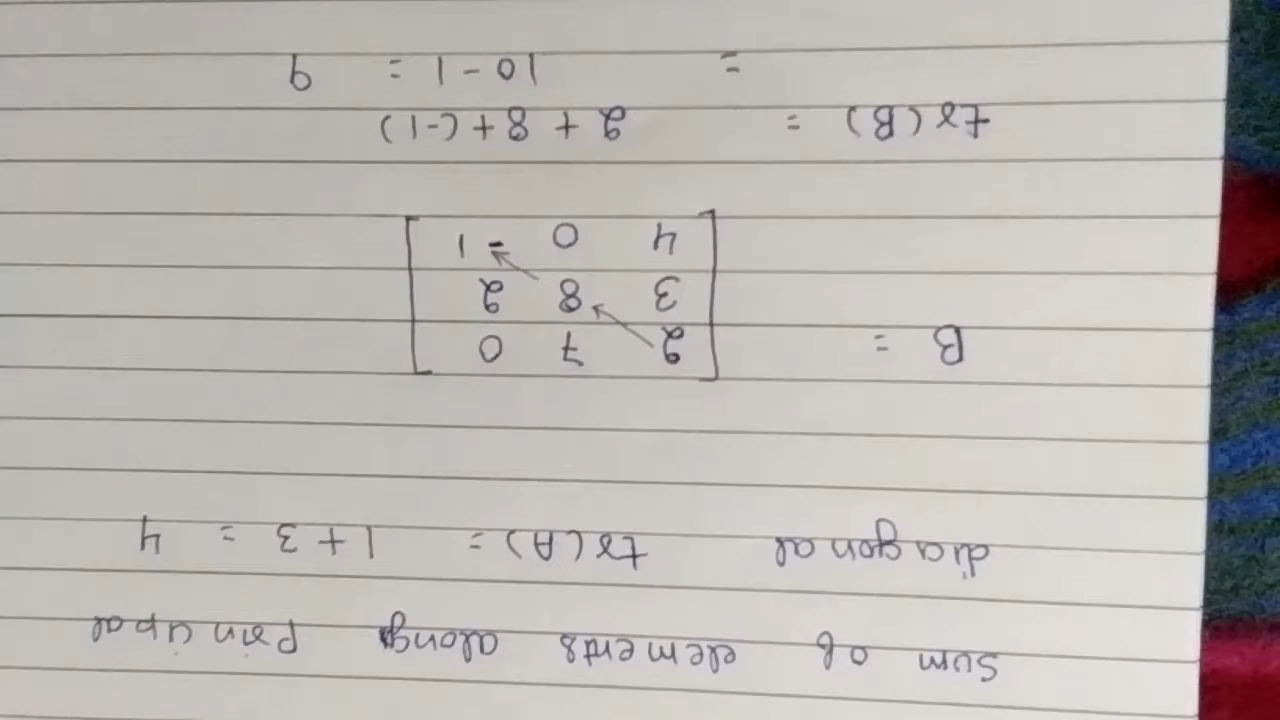 Sum of elements along principal
diagonal tr(A) = 1 + 3 = 4
B = [ 2 7 0
3 8 2
4 0 -1 ]
tr(B) = 2 + 8 + (-1)
= 10 - 1 = 9